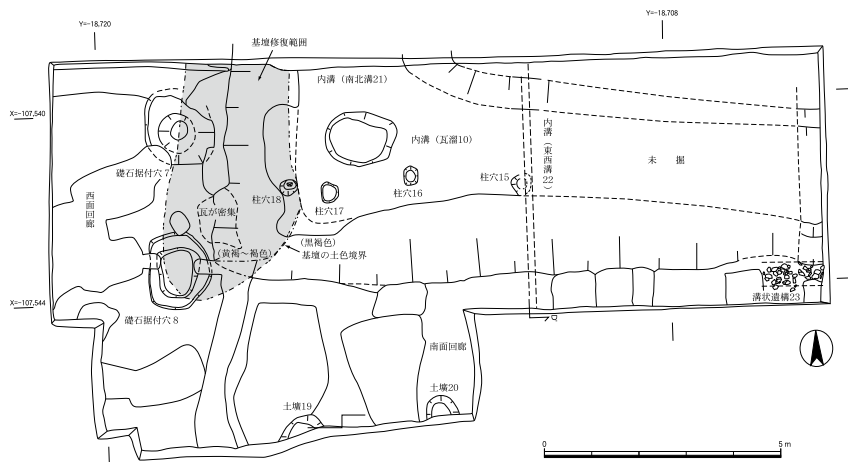 Y=-18,720
Y=-18,708
基壇修復範囲
内溝（南北溝21）
X=-107,540
内溝（瓦溜10）
内溝（東西溝22）
未　掘
礎石据付穴 7
柱穴15
柱穴16
柱穴18
柱穴17
西面回廊
瓦が密集
(黒褐色)
(黄褐～褐色)
基壇の土色境界
X=-107,544
礎石据付穴 8
溝状遺構23
南面回廊
土壙19
土壙20
0
5 m